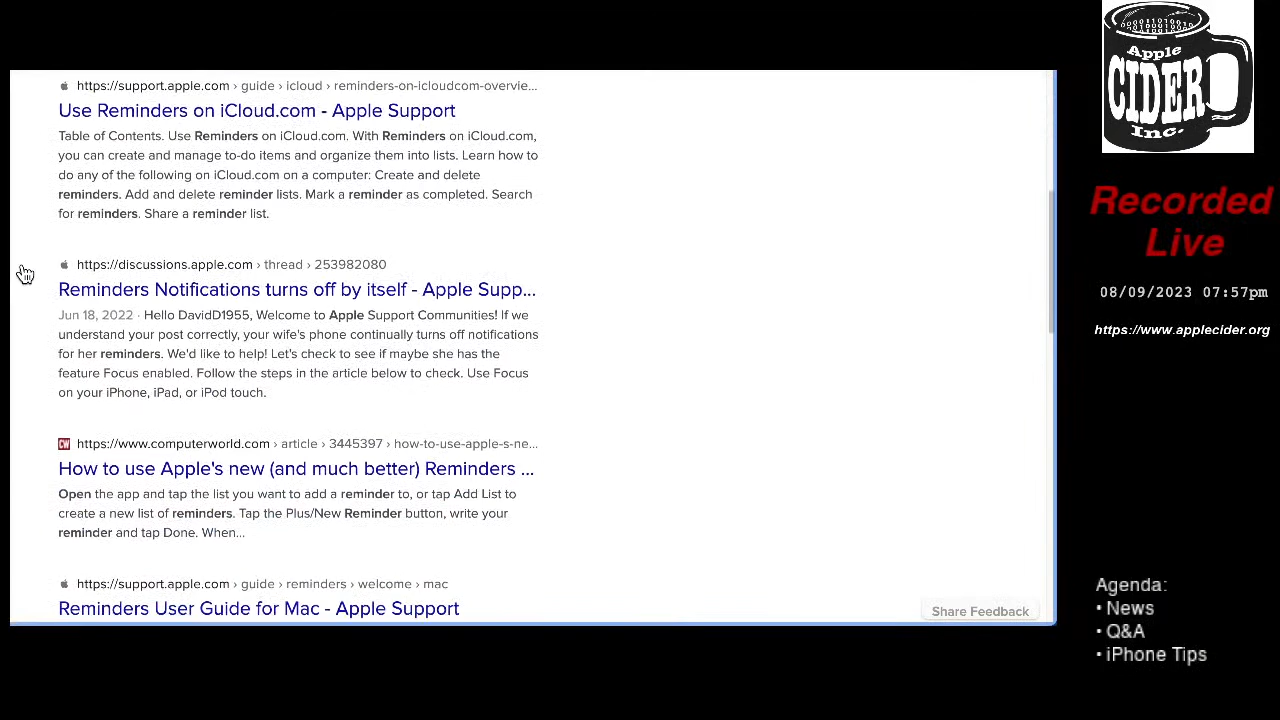 https://support.apple.com › guide › icloud › reminders-on-icloudcom-overvie...
Use Reminders on iCloud.com - Apple Support
Table of Contents. Use Reminders on iCloud.com. With Reminders on iCloud.com,
you can create and manage to-do items and organize them into lists. Learn how to
do any of the following on iCloud.com on a computer: Create and delete
reminders. Add and delete reminder lists. Mark a reminder as completed. Search
for reminders. Share a reminder list.
https://discussions.apple.com › thread › 253982080
Reminders Notifications turns off by itself - Apple Supp...
Jun 18, 2022 · Hello DavidD1955, Welcome to Apple Support Communities! If we
understand your post correctly, your wife's phone continually turns off notifications
for her reminders. We'd like to help! Let's check to see if maybe she has the
feature Focus enabled. Follow the steps in the article below to check. Use Focus
on your iPhone, iPad, or iPod touch.
CW https://www.computerworld.com › article › 3445397 › how-to-use-apple-s-ne...
How to use Apple's new (and much better) Reminders ...
Open the app and tap the list you want to add a reminder to, or tap Add List to
create a new list of reminders. Tap the Plus/New Reminder button, write your
reminder and tap Done. When...
https://support.apple.com › guide › reminders › welcome › mac
Reminders User Guide for Mac - Apple Support
Share Feedback
Apple
CIDER
Inc.
Recorded
Live
08/09/2023 07:57pm
https://www.applecider.org
Agenda:
• News
• Q&A
• iPhone Tips